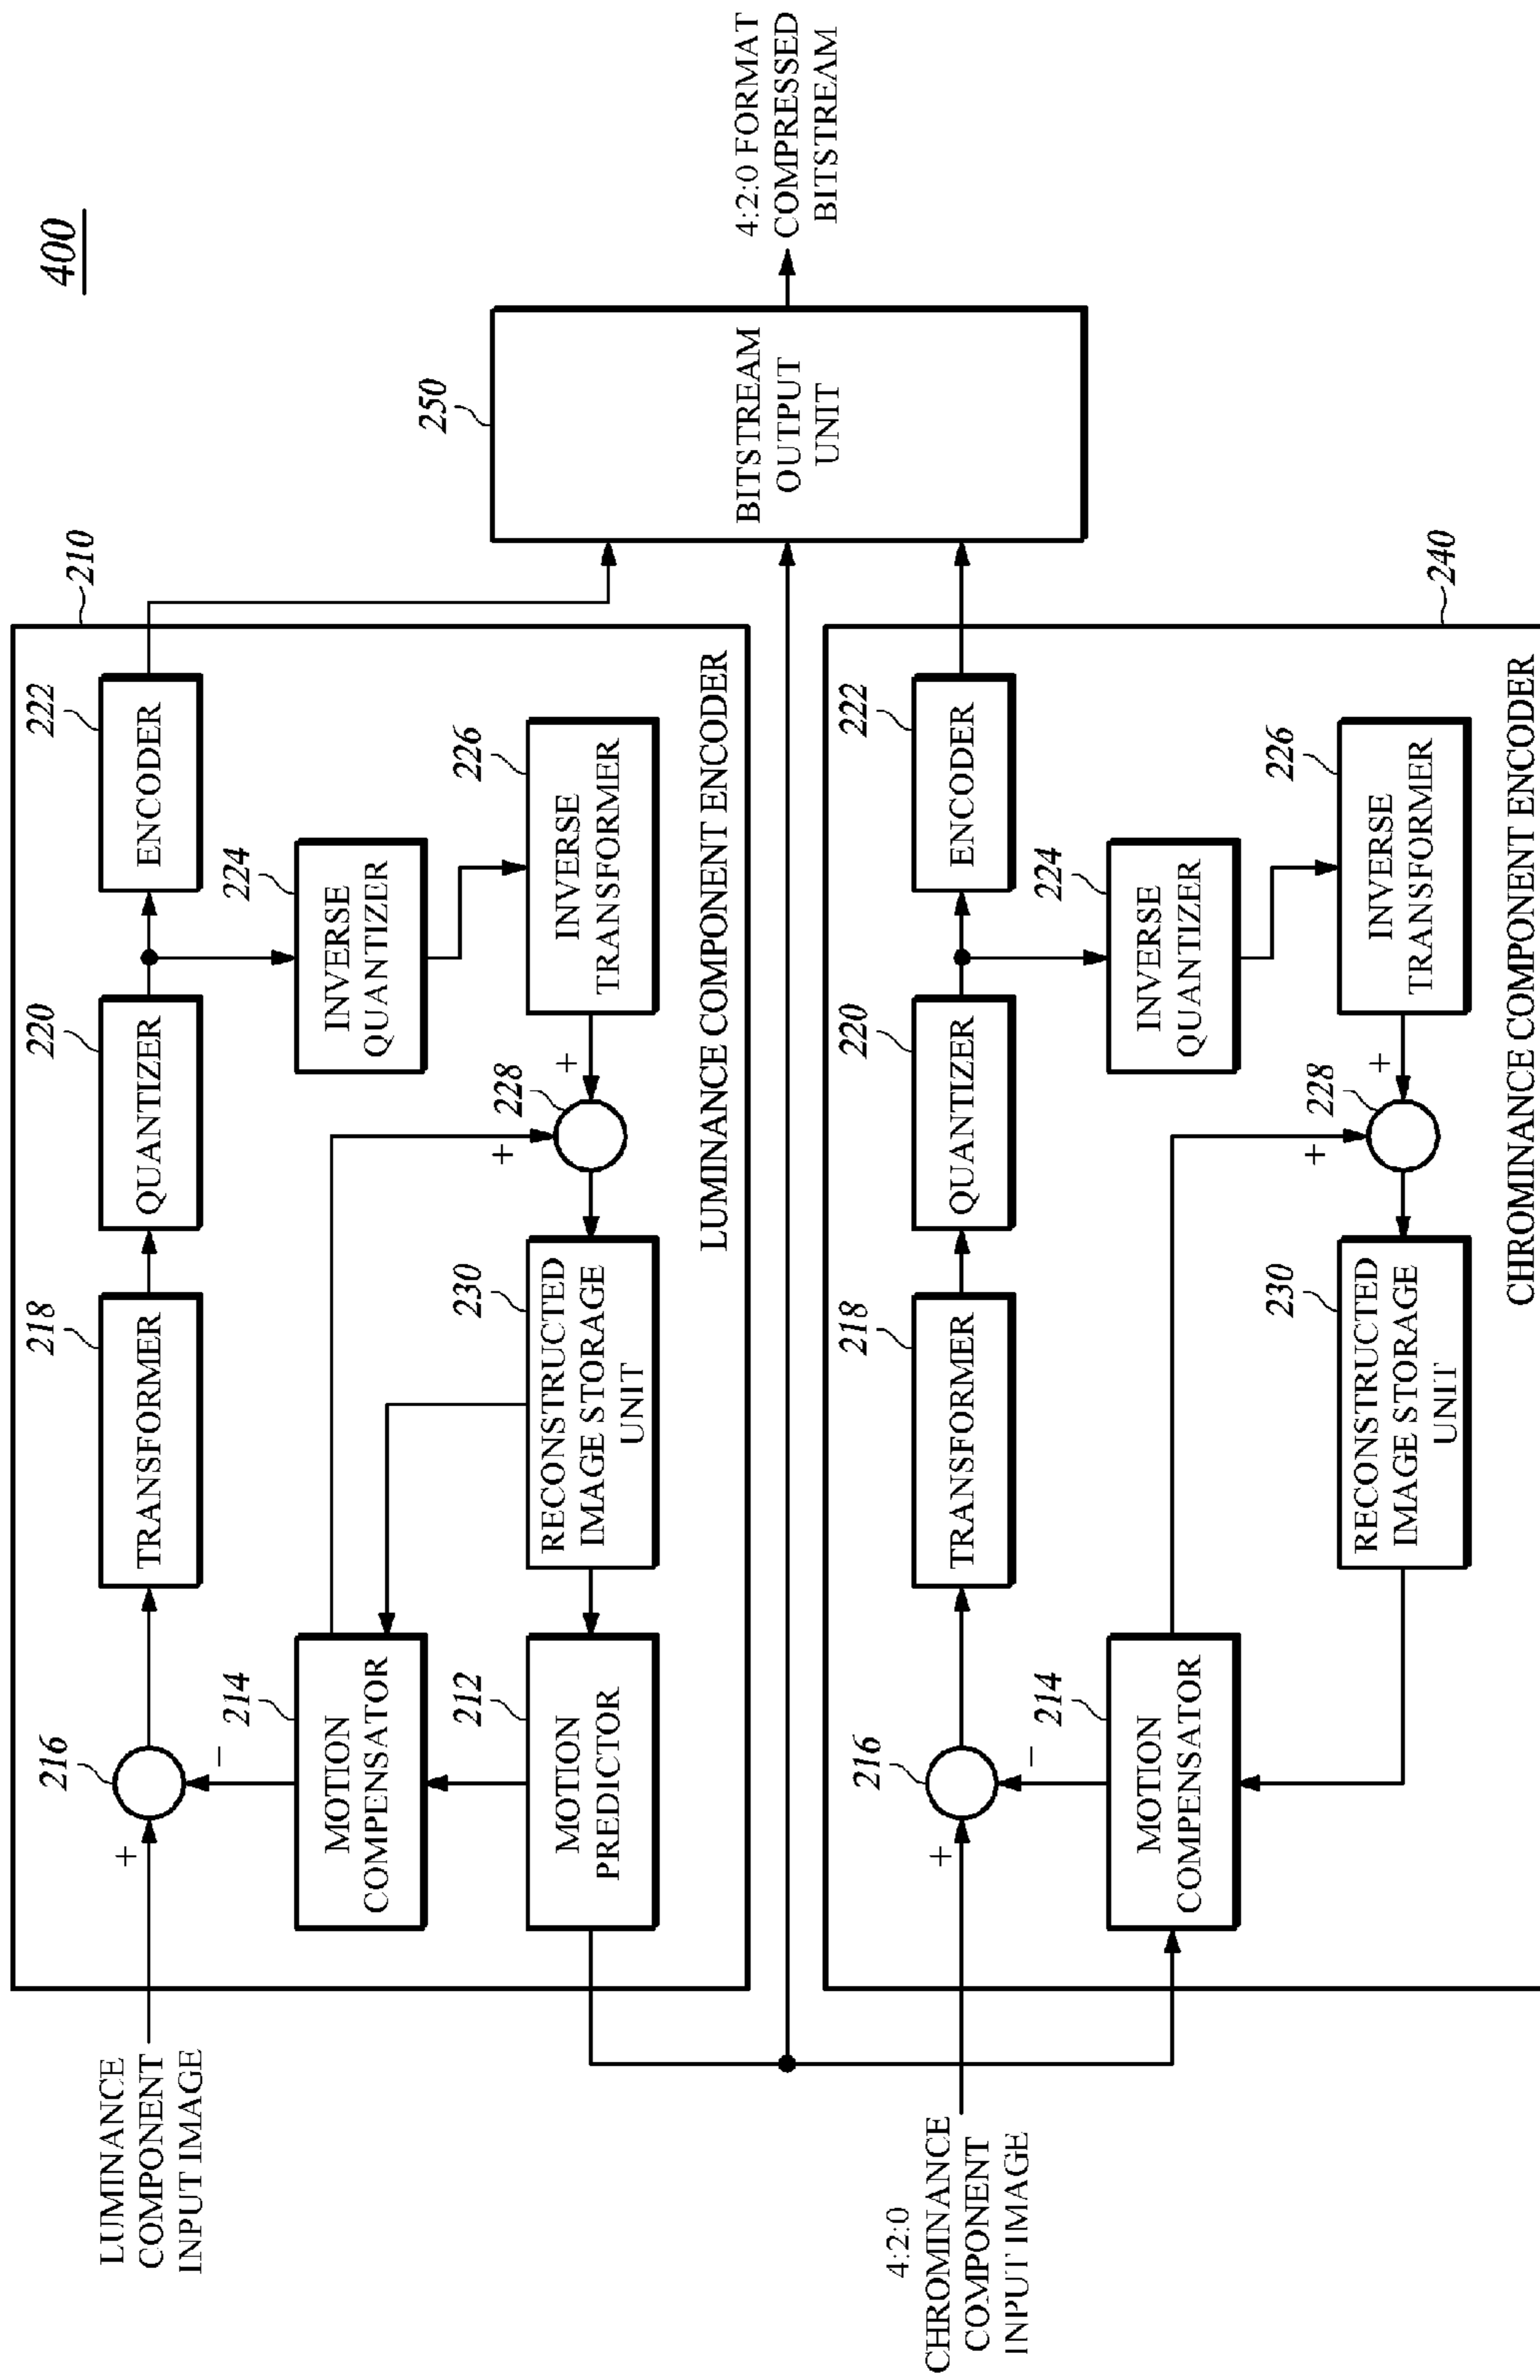 400
LUMINANCE
COMPONENT
INPUT IMAGE
+
216
−
218
TRANSFORMER
220
QUANTIZER
222
ENCODER
210
214
MOTION
COMPENSATOR
224
INVERSE
QUANTIZER
212
MOTION
PREDICTOR
230
RECONSTRUCTED
IMAGE STORAGE
UNIT
+
228
+
226
INVERSE
TRANSFORMER
LUMINANCE COMPONENT ENCODER
250
BITSTREAM
OUTPUT
UNIT
4:2:0 FORMAT
COMPRESSED
BITSTREAM
4:2:0
CHROMINANCE
COMPONENT
INPUT IMAGE
+
216
−
218
TRANSFORMER
220
QUANTIZER
222
ENCODER
214
MOTION
COMPENSATOR
224
INVERSE
QUANTIZER
230
RECONSTRUCTED
IMAGE STORAGE
UNIT
+
228
+
226
INVERSE
TRANSFORMER
240
CHROMINANCE COMPONENT ENCODER